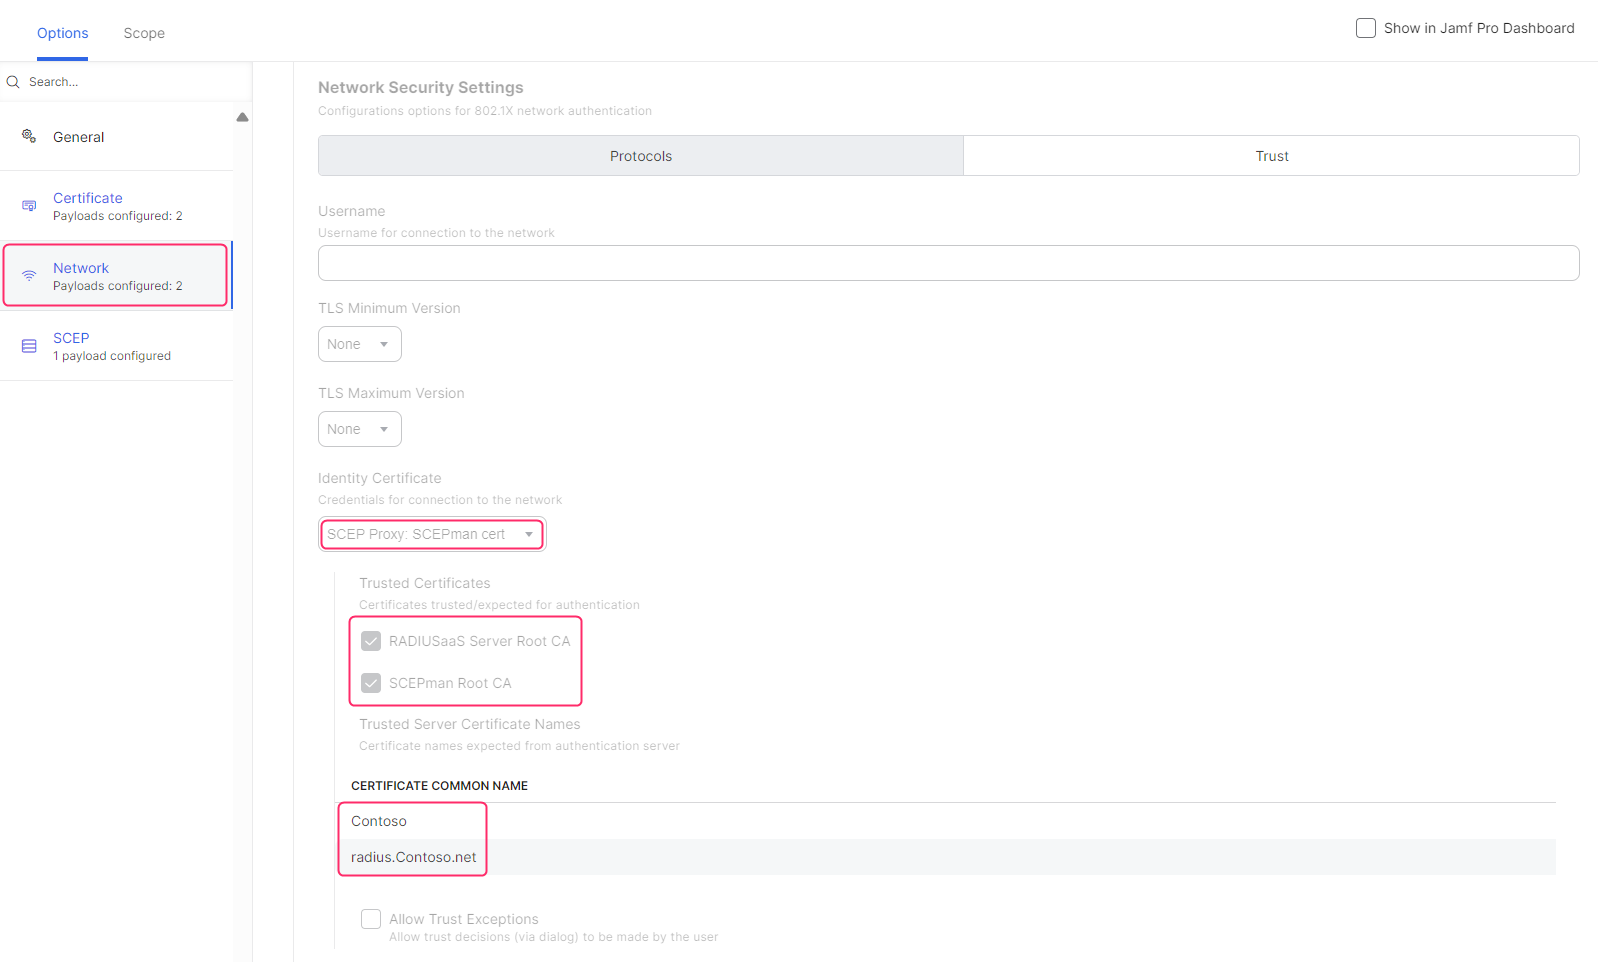 Options
Scope
Show in Jamf Pro Dashboard
Search...
General
Certificate
Payloads configured: 2
Network
Payloads configured: 2
SCEP
1 payload configured
Network Security Settings
Configurations options for 802.1X network authentication
Protocols
Trust
Username
Username for connection to the network
TLS Minimum Version
None
TLS Maximum Version
None
Identity Certificate
Credentials for connection to the network
SCEP Proxy: SCEPman cert
Trusted Certificates
Certificates trusted/expected for authentication
RADIUSaaS Server Root CA
SCEPman Root CA
Trusted Server Certificate Names
Certificate names expected from authentication server
CERTIFICATE COMMON NAME
Contoso
radius.Contoso.net
Allow Trust Exceptions
Allow trust decisions (via dialog) to be made by the user